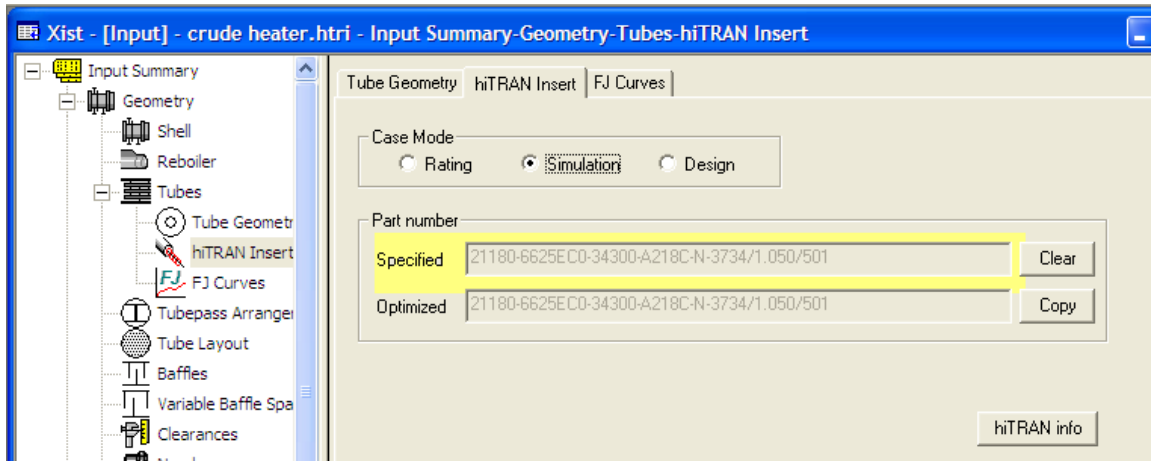 Xist - [Input] - crude heater.htri - Input Summary-Geometry-Tubes-hiTRAN Insert
Input Summary
Geometry
Shell
Reboiler
Tubes
Tube Geometr
hiTRAN Insert
FJ FJ Curves
Tubepass Arranger
Tube Layout
Baffles
Variable Baffle Spa
Clearances
Tube Geometry hiTRAN Insert FJ Curves
Case Mode
Rating Simulation Design
Part number
Specified 21180-6625EC0-34300-A218C-N-3734/1.050/501 Clear
Optimized 21180-6625EC0-34300-A218C-N-3734/1.050/501 Copy
hiTRAN info